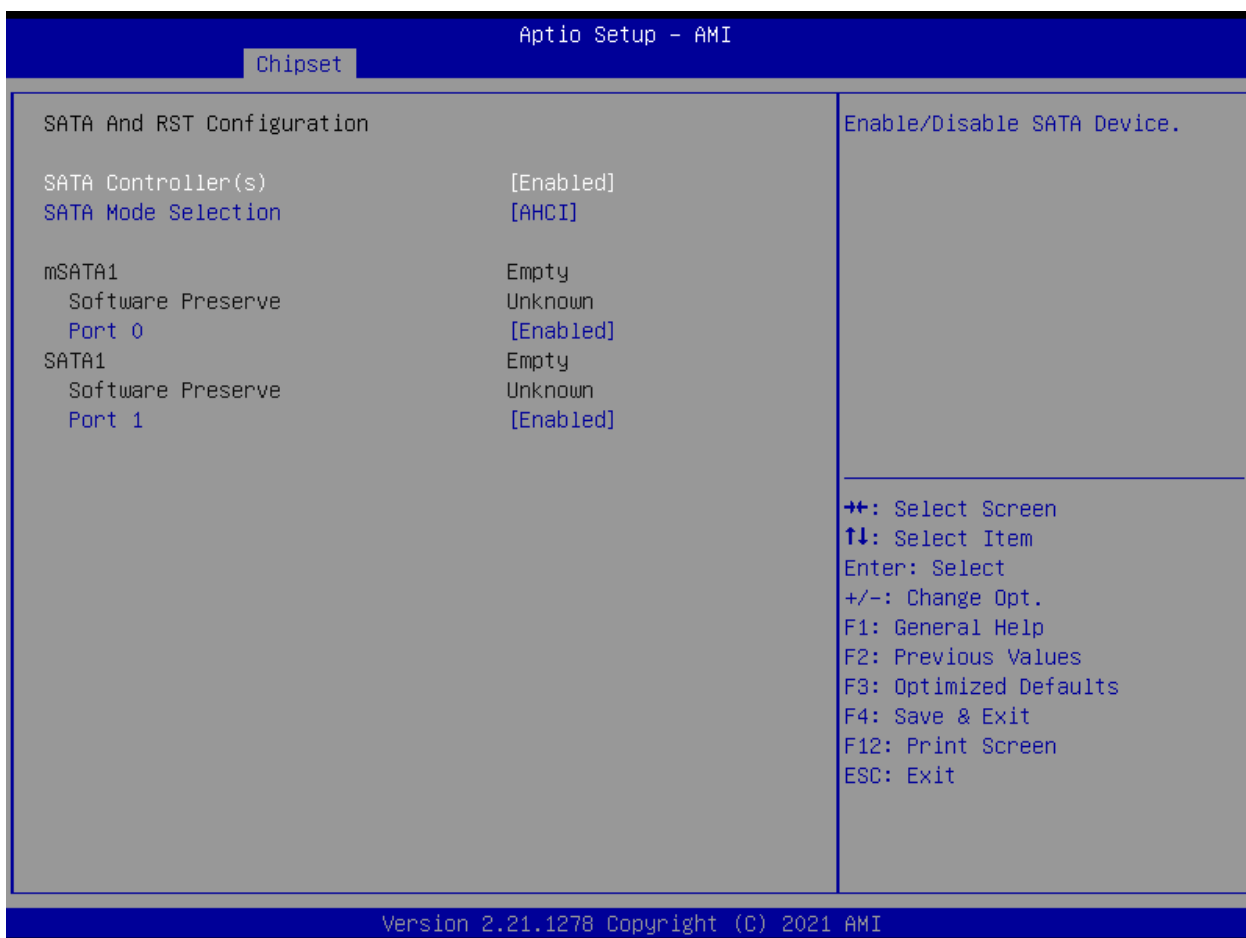 Aptio Setup – AMI
Chipset
SATA And RST Configuration
SATA Controller(s) [Enabled]
SATA Mode Selection [AHCI]
mSATA1 Empty
Software Preserve Unknown
Port 0 [Enabled]
SATA1 Empty
Software Preserve Unknown
Port 1 [Enabled]
Enable/Disable SATA Device.
→←: Select Screen
↑↓: Select Item
Enter: Select
+/-: Change Opt.
F1: General Help
F2: Previous Values
F3: Optimized Defaults
F4: Save & Exit
F12: Print Screen
ESC: Exit
Version 2.21.1278 Copyright (C) 2021 AMI